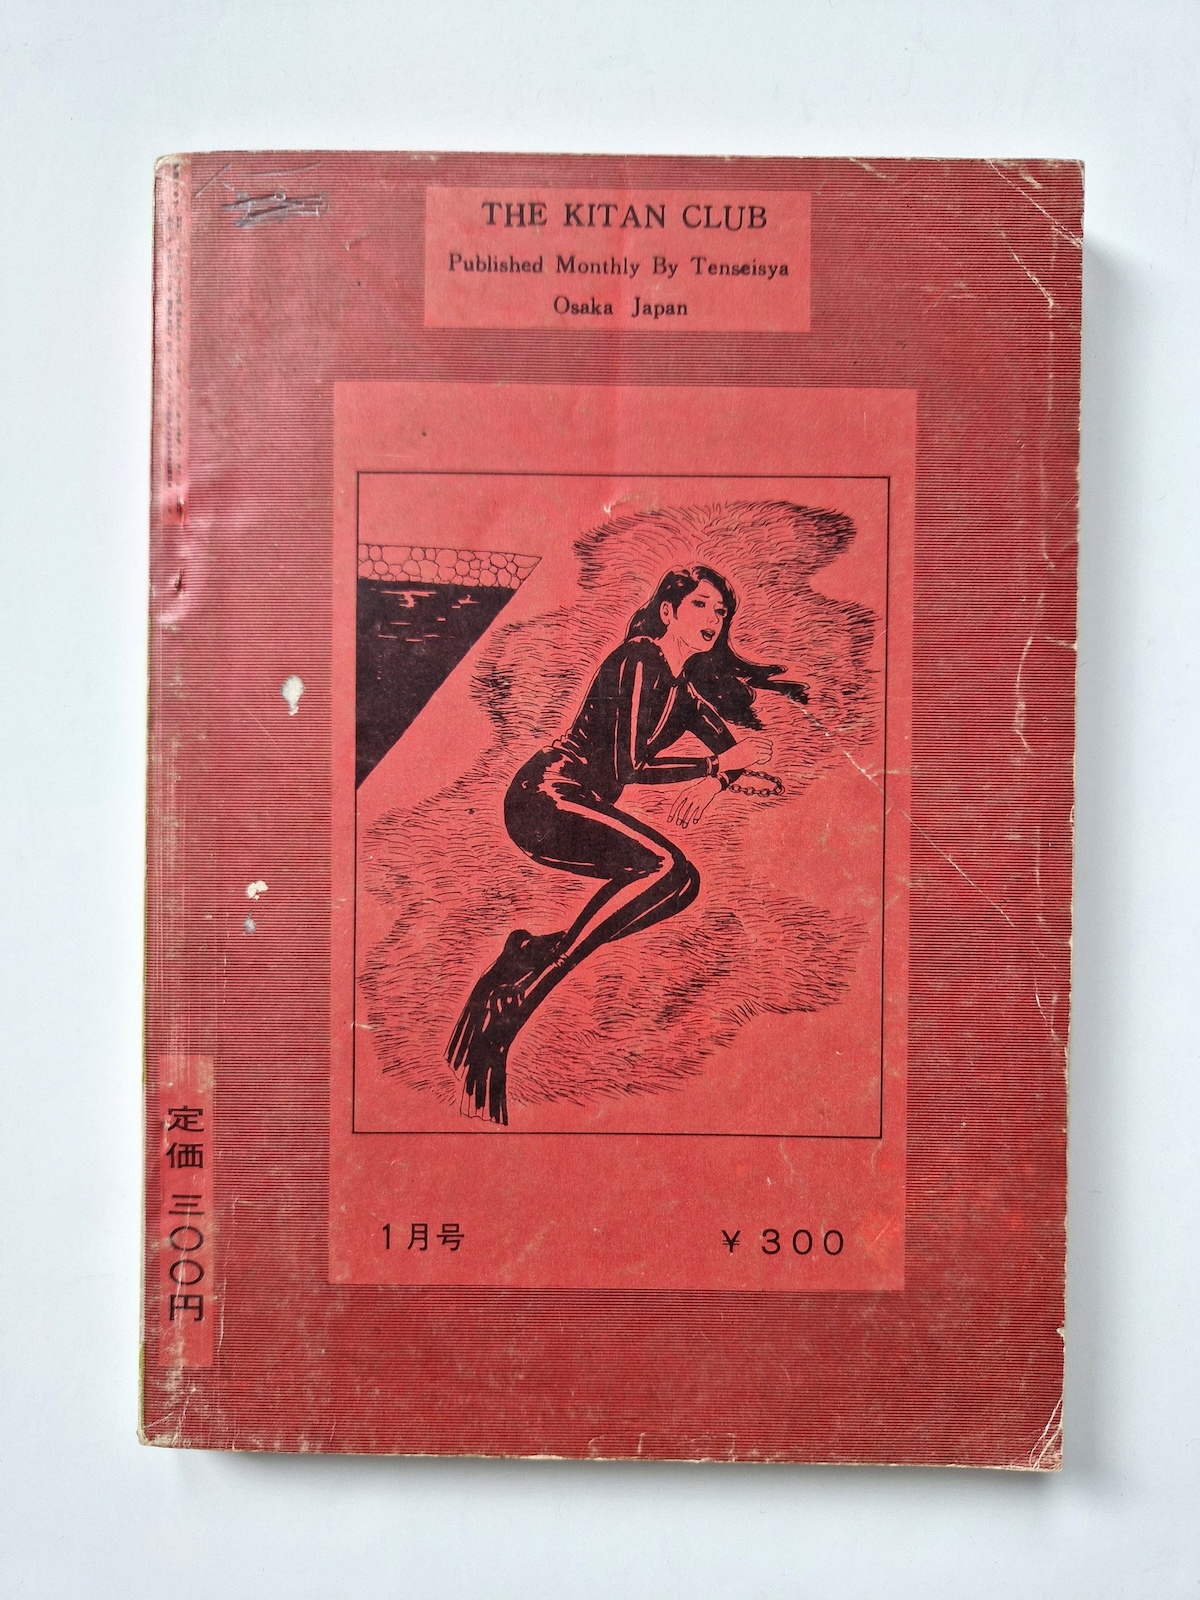 THE KITAN CLUB
Published Monthly By Tenseisya
Osaka Japan
1月号
¥ 300
定価 三〇〇円